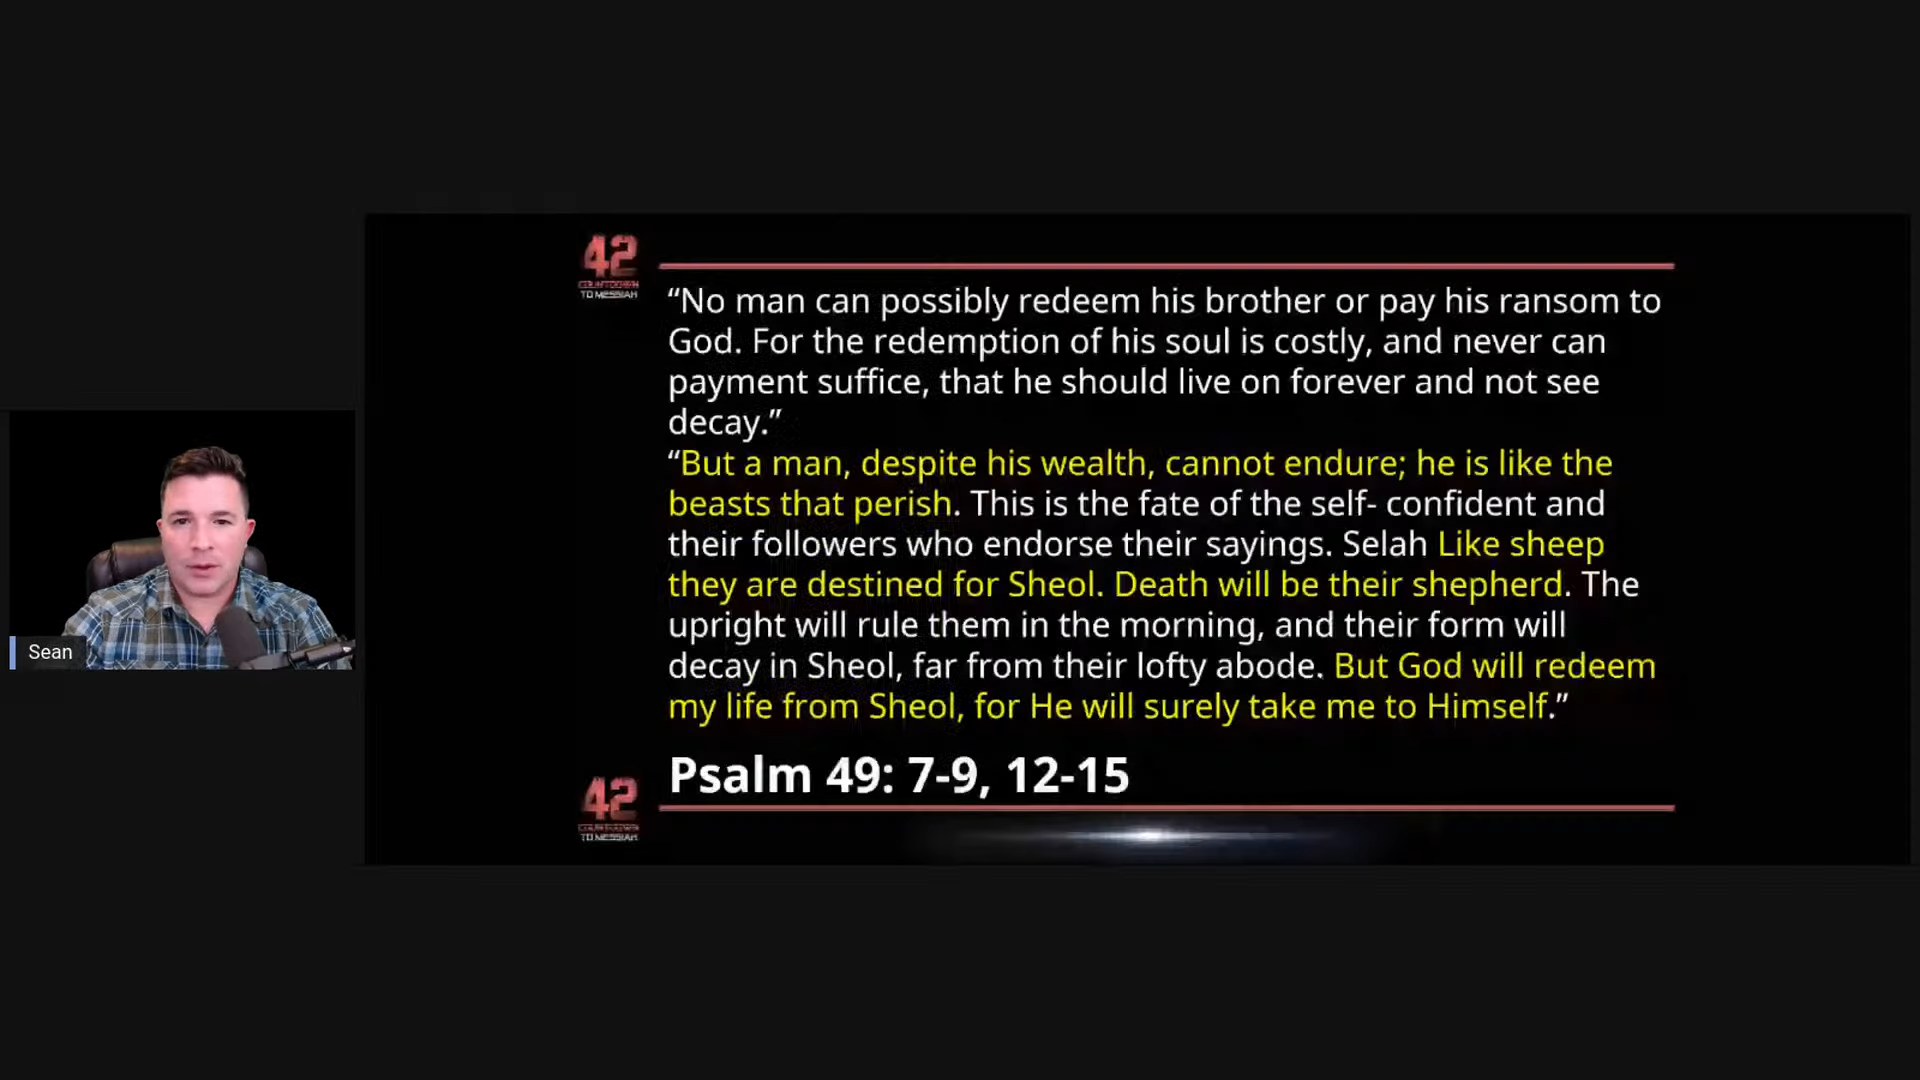 42
COUNTDOWN
TO MESSIAH
“No man can possibly redeem his brother or pay his ransom to
God. For the redemption of his soul is costly, and never can
payment suffice, that he should live on forever and not see
decay.”
“But a man, despite his wealth, cannot endure; he is like the
beasts that perish. This is the fate of the self- confident and
their followers who endorse their sayings. Selah Like sheep
they are destined for Sheol. Death will be their shepherd. The
upright will rule them in the morning, and their form will
decay in Sheol, far from their lofty abode. But God will redeem
my life from Sheol, for He will surely take me to Himself.”
Psalm 49: 7-9, 12-15
42
COUNTDOWN
TO MESSIAH
Sean